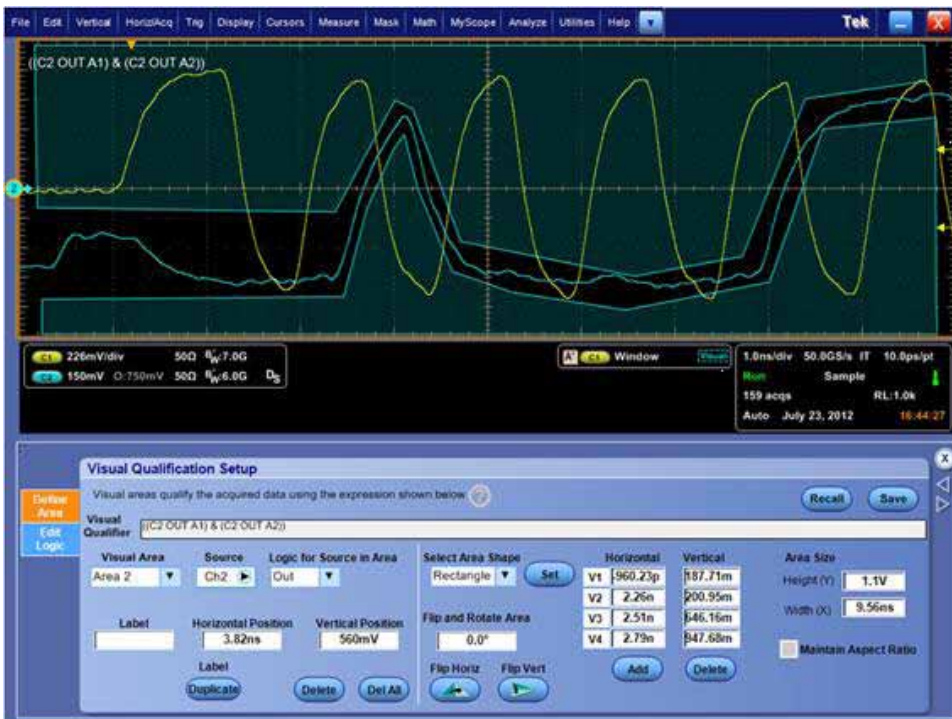 File Edit Vertical Horiz/Acq Trig Display Cursors Measure Mask Math MyScope Analyze Utilities Help Tek X
((C2 OUT A1) & (C2 OUT A2))
2
C1 226mV/div 50Ω BW:7.0G
C2 150mV O:750mV 50Ω BW:6.0G DS
A' C1 Window Visual
1.0ns/div 50.0GS/s IT 10.0ps/pt
Run Sample
159 acqs RL:1.0k
Auto July 23, 2012 16:44:27
X
Visual Qualification Setup
Visual areas qualify the acquired data using the expression shown below
Recall Save
Define Area
Edit Logic
Visual Qualifier ((C2 OUT A1) & (C2 OUT A2))
Visual Area Source Logic for Source in Area Select Area Shape Horizontal Vertical Area Size
Area 2 Ch2 Out Rectangle Set
V1 -960.23p 187.71m
V2 2.26n 200.95m
V3 2.51n 646.16m
V4 2.79n 947.68m
Height (Y) 1.1V
Width (X) 9.56ns
Label Horizontal Position Vertical Position Flip and Rotate Area
3.82ns 560mV 0.0°
Maintain Aspect Ratio
Label
Duplicate Delete Del All
Flip Horiz Flip Vert
Add Delete